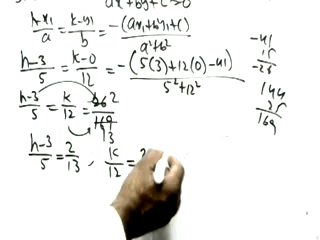 ax+by+c=0
h-x₁/a = k-y₁/b = -(ax₁+by₁+c)/a²+b²
h-3/5 = k-0/12 = -(5(3)+12(0)-41)/5²+12²
h-3/5 = k/12 = 26 2/169 13
h-3/5 = 2/13, k/12 = 2
-41
15
-26
144
25
169